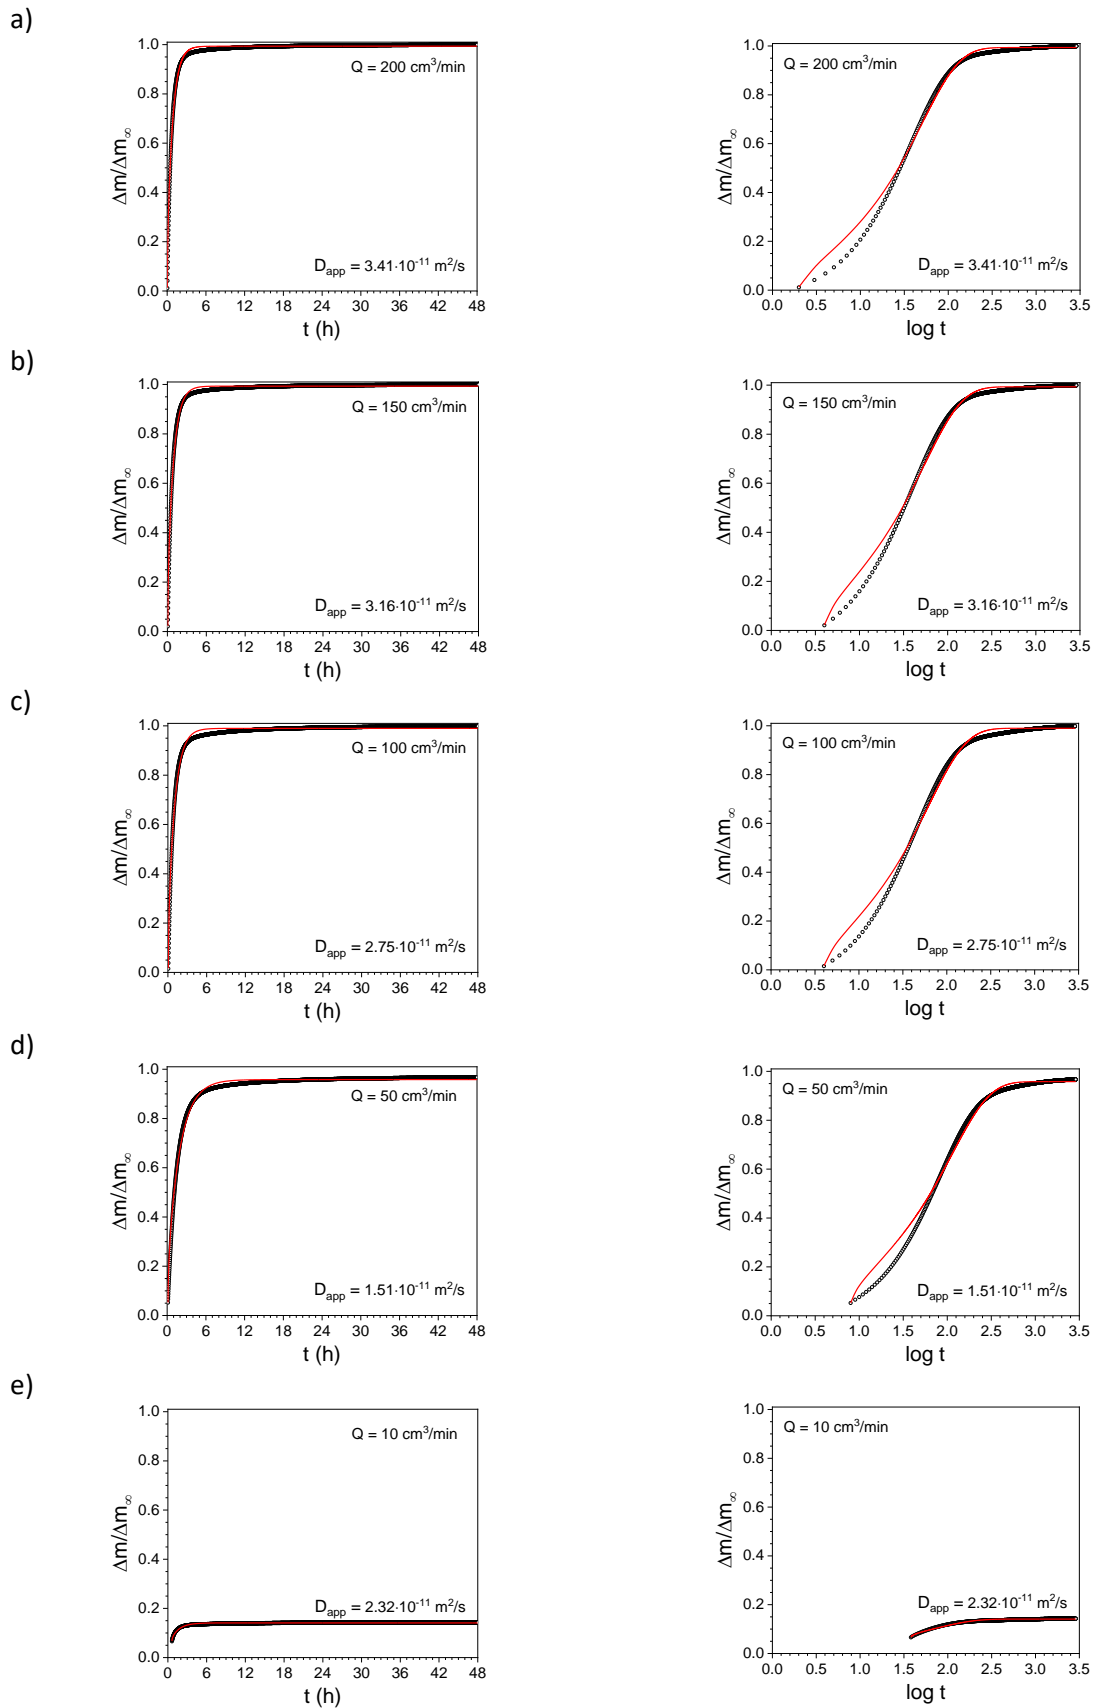 a)
1.0
0.8
0.6
0.4
0.2
0.0
Δm/Δm∞
Q = 200 cm³/min
D_app = 3.41·10⁻¹¹ m²/s
0 6 12 18 24 30 36 42 48
t (h)
1.0
0.8
0.6
0.4
0.2
0.0
Δm/Δm∞
Q = 200 cm³/min
D_app = 3.41·10⁻¹¹ m²/s
0.0 0.5 1.0 1.5 2.0 2.5 3.0 3.5
log t
b)
1.0
0.8
0.6
0.4
0.2
0.0
Δm/Δm∞
Q = 150 cm³/min
D_app = 3.16·10⁻¹¹ m²/s
0 6 12 18 24 30 36 42 48
t (h)
1.0
0.8
0.6
0.4
0.2
0.0
Δm/Δm∞
Q = 150 cm³/min
D_app = 3.16·10⁻¹¹ m²/s
0.0 0.5 1.0 1.5 2.0 2.5 3.0 3.5
log t
c)
1.0
0.8
0.6
0.4
0.2
0.0
Δm/Δm∞
Q = 100 cm³/min
D_app = 2.75·10⁻¹¹ m²/s
0 6 12 18 24 30 36 42 48
t (h)
1.0
0.8
0.6
0.4
0.2
0.0
Δm/Δm∞
Q = 100 cm³/min
D_app = 2.75·10⁻¹¹ m²/s
0.0 0.5 1.0 1.5 2.0 2.5 3.0 3.5
log t
d)
1.0
0.8
0.6
0.4
0.2
0.0
Δm/Δm∞
Q = 50 cm³/min
D_app = 1.51·10⁻¹¹ m²/s
0 6 12 18 24 30 36 42 48
t (h)
1.0
0.8
0.6
0.4
0.2
0.0
Δm/Δm∞
Q = 50 cm³/min
D_app = 1.51·10⁻¹¹ m²/s
0.0 0.5 1.0 1.5 2.0 2.5 3.0 3.5
log t
e)
1.0
0.8
0.6
0.4
0.2
0.0
Δm/Δm∞
Q = 10 cm³/min
D_app = 2.32·10⁻¹¹ m²/s
0 6 12 18 24 30 36 42 48
t (h)
1.0
0.8
0.6
0.4
0.2
0.0
Δm/Δm∞
Q = 10 cm³/min
D_app = 2.32·10⁻¹¹ m²/s
0.0 0.5 1.0 1.5 2.0 2.5 3.0 3.5
log t